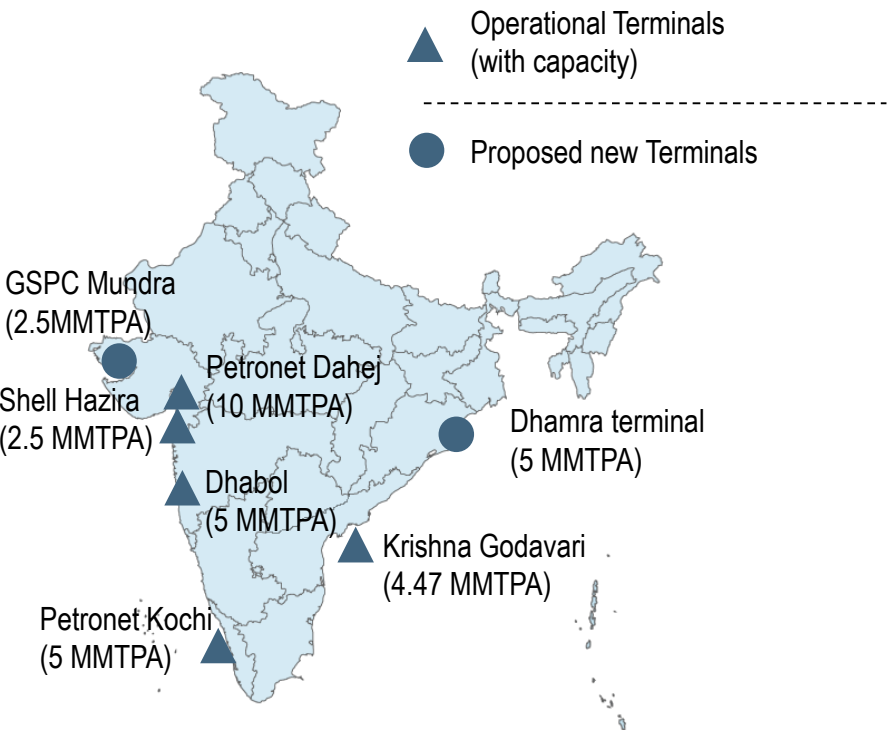 Operational Terminals
(with capacity)
Proposed new Terminals
GSPC Mundra
(2.5MMTPA)
Petronet Dahej
(10 MMTPA)
Shell Hazira
(2.5 MMTPA)
Dhamra terminal
(5 MMTPA)
Dhabol
(5 MMTPA)
Krishna Godavari
(4.47 MMTPA)
Petronet Kochi
(5 MMTPA)